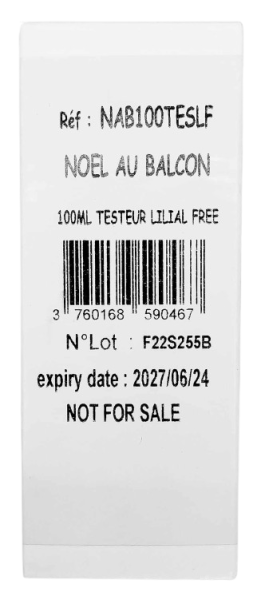 Réf : NAB100TESLF
NOEL AU BALCON
100ML TESTEUR LILIAL FREE
3 760168 590467
N°Lot : F22S255B
expiry date : 2027/06/24
NOT FOR SALE